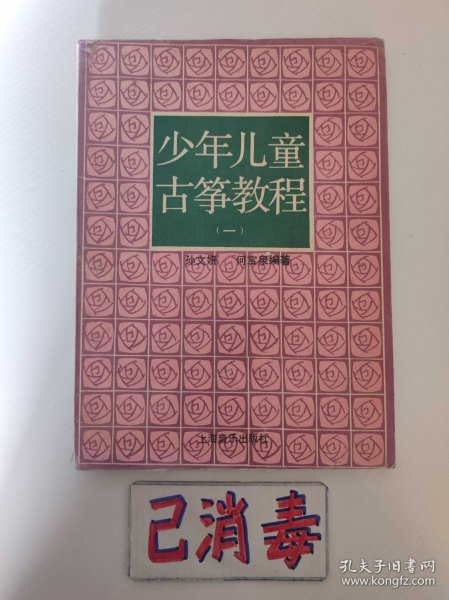 少年儿童
古筝教程
(一)
孙文妍 何宝泉编著
上海音乐出版社
已消毒
孔夫子旧书网
www.kongfz.com